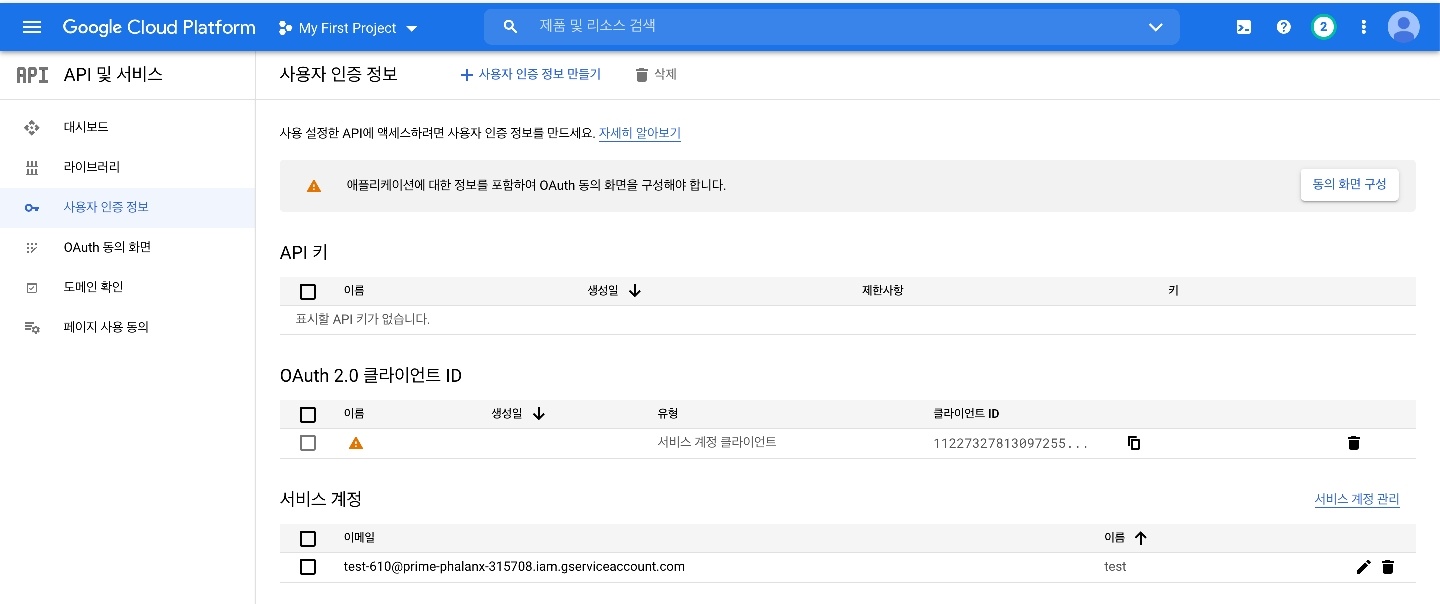 Google Cloud Platform My First Project 제품 및 리소스 검색 2
API API 및 서비스 사용자 인증 정보 사용자 인증 정보 만들기 삭제
대시보드
라이브러리
사용자 인증 정보
OAuth 동의 화면
도메인 확인
페이지 사용 동의
사용 설정한 API에 액세스하려면 사용자 인증 정보를 만드세요. 자세히 알아보기
애플리케이션에 대한 정보를 포함하여 OAuth 동의 화면을 구성해야 합니다. 동의 화면 구성
API 키
이름 생성일 제한사항 키
표시할 API 키가 없습니다.
OAuth 2.0 클라이언트 ID
이름 생성일 유형 클라이언트 ID
서비스 계정 클라이언트 11227327813097255...
서비스 계정 서비스 계정 관리
이메일 이름
test-610@prime-phalanx-315708.iam.gserviceaccount.com test